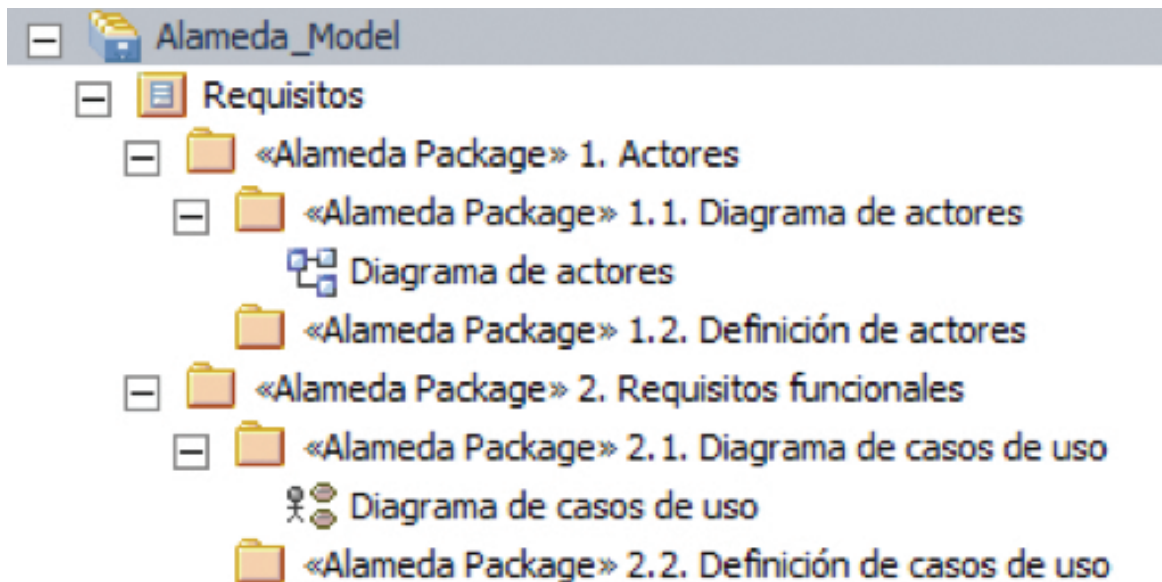 Alameda_Model
Requisitos
«Alameda Package» 1. Actores
«Alameda Package» 1.1. Diagrama de actores
Diagrama de actores
«Alameda Package» 1.2. Definición de actores
«Alameda Package» 2. Requisitos funcionales
«Alameda Package» 2.1. Diagrama de casos de uso
Diagrama de casos de uso
«Alameda Package» 2.2. Definición de casos de uso